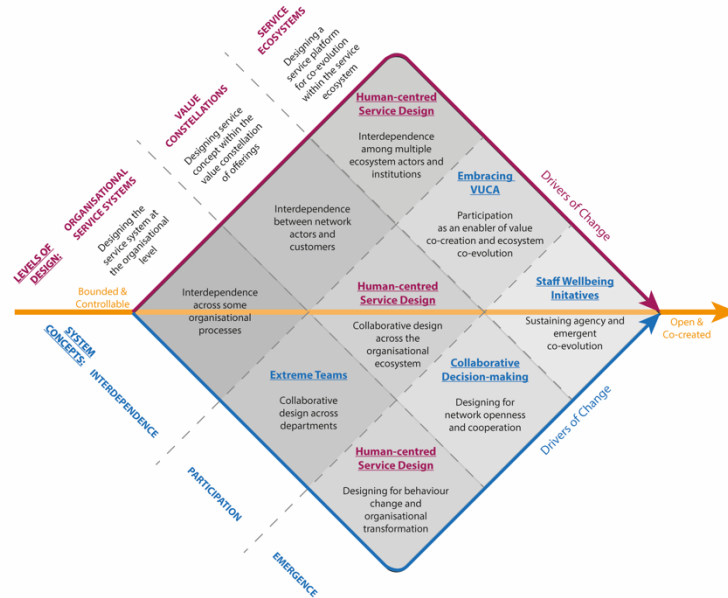 LEVELS OF
DESIGN:
ORGANISATIONAL
SERVICE SYSTEMS
Designing the
service system at
the organisational
level
VALUE
CONSTELLATIONS
Designing service
concept within the
value constellation
of offerings
SERVICE
ECOSYSTEMS
Designing a
service platform
for co-evolution
within the service
ecosystem
Human-centred
Service Design
Interdependence
among multiple
ecosystem actors and
institutions
Drivers of Change
Embracing
VUCA
Participation
as an enabler of value
co-creation and ecosystem
co-evolution
Interdependence
between network
actors and
customers
Bounded &
Controllable
Interdependence
across some
organisational
processes
Human-centred
Service Design
Collaborative design
across the
organisational
ecosystem
Staff Wellbeing
Initatives
Sustaining agency and
emergent
co-evolution
Open &
Co-created
SYSTEM
CONCEPTS:
INTERDEPENDENCE
PARTICIPATION
EMERGENCE
Extreme Teams
Collaborative
design across
departments
Collaborative
Decision-making
Designing for
network openness
and cooperation
Human-centred
Service Design
Designing for behaviour
change and
organisational
transformation
Drivers of Change